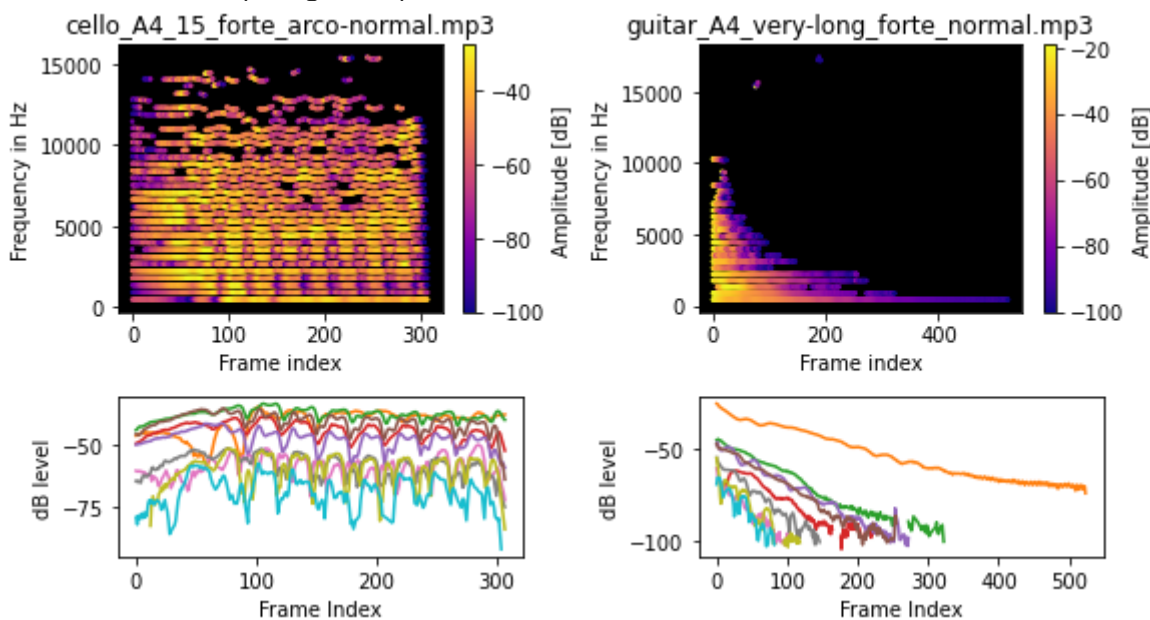 cello_A4_15_forte_arco-normal.mp3
15000
10000
5000
0
Frequency in Hz
0 100 200 300
Frame index
−40
−60
−80
−100
Amplitude [dB]
guitar_A4_very-long_forte_normal.mp3
15000
10000
5000
0
Frequency in Hz
0 200 400
Frame index
−20
−40
−60
−80
−100
Amplitude [dB]
−50
−75
dB level
0 100 200 300
Frame Index
−50
−100
dB level
0 100 200 300 400 500
Frame Index